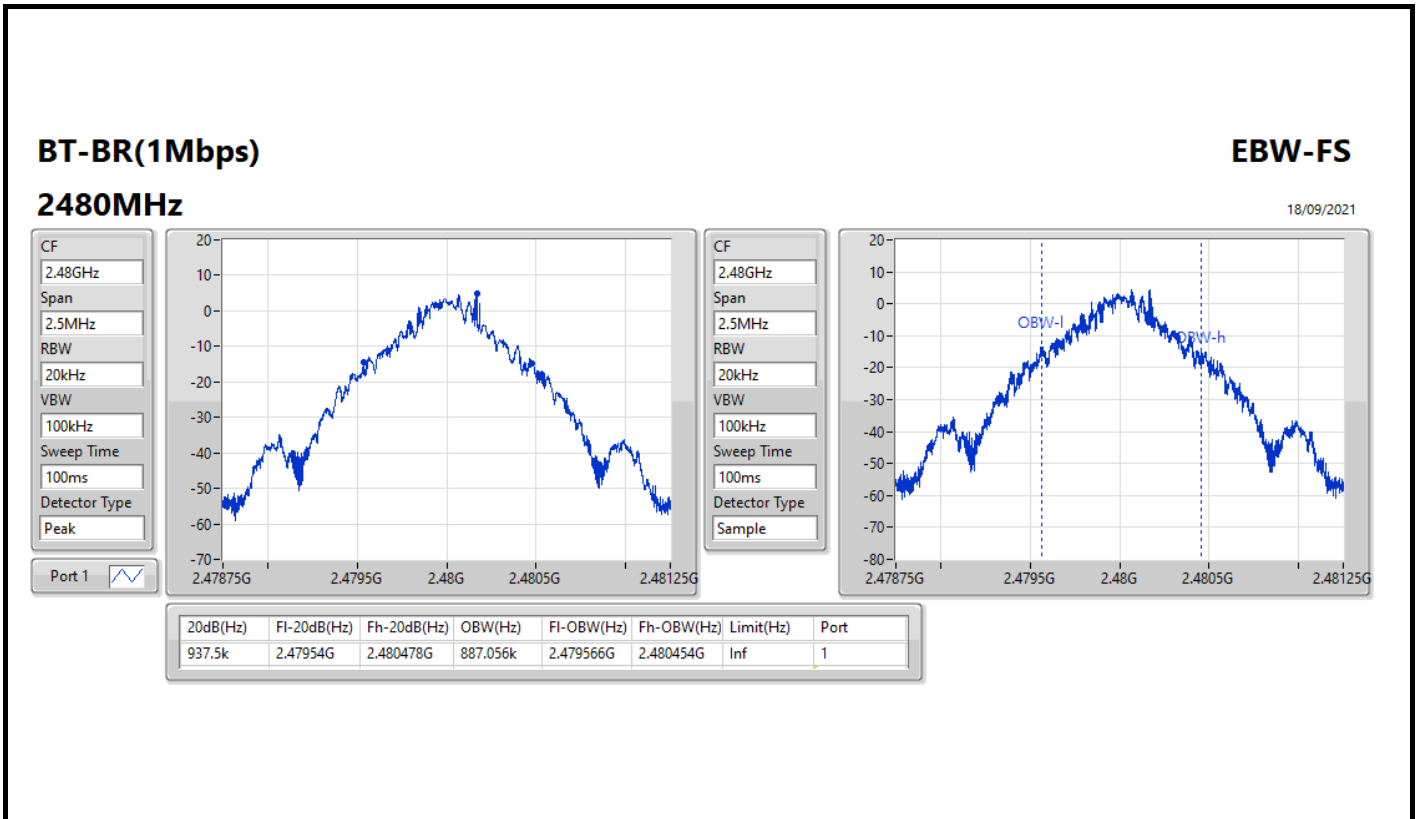 BT-BR(1Mbps)
EBW-FS
2480MHz
18/09/2021
CF
2.48GHz
Span
2.5MHz
RBW
20kHz
VBW
100kHz
Sweep Time
100ms
Detector Type
Peak
Port 1
20
10
0
-10
-20
-30
-40
-50
-60
-70
2.47875G 2.4795G 2.48G 2.4805G 2.48125G
CF
2.48GHz
Span
2.5MHz
RBW
20kHz
VBW
100kHz
Sweep Time
100ms
Detector Type
Sample
20
10
0
-10
-20
-30
-40
-50
-60
-70
-80
OBW-l
OBW-h
2.47875G 2.4795G 2.48G 2.4805G 2.48125G
20dB(Hz) Fl-20dB(Hz) Fh-20dB(Hz) OBW(Hz) Fl-OBW(Hz) Fh-OBW(Hz) Limit(Hz) Port
937.5k 2.47954G 2.480478G 887.056k 2.479566G 2.480454G Inf 1